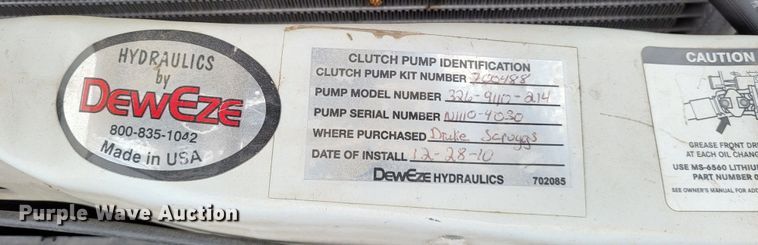 HYDRAULICS
by
DewEze
800-835-1042
Made in USA
CLUTCH PUMP IDENTIFICATION
CLUTCH PUMP KIT NUMBER 700488
PUMP MODEL NUMBER 326-9110-214
PUMP SERIAL NUMBER N1110-4030
WHERE PURCHASED Drake Scruggs
DATE OF INSTALL 12-28-10
DewEze HYDRAULICS 702085
CAUTION
GREASE FRONT DR
AT EACH OIL CHANG
USE MS-6560 LITHIU
PART NUMBER 0
SEE OWNER'S MANUAL FOR ADD
Purple Wave Auction